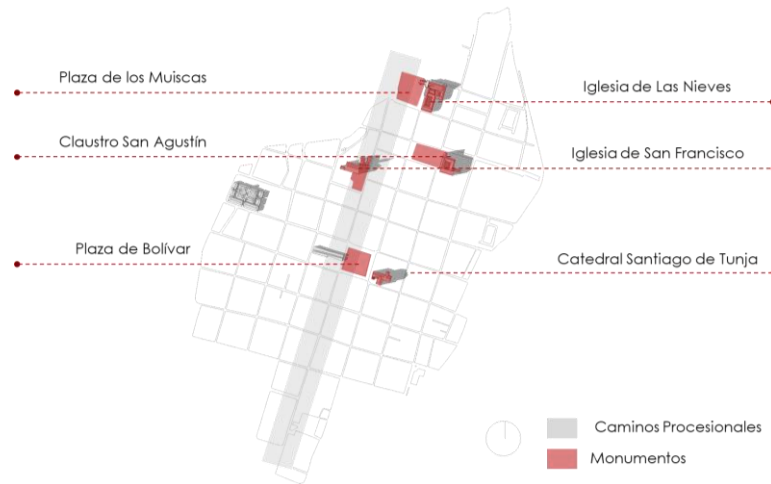 Plaza de los Muiscas
Iglesia de Las Nieves
Claustro San Agustín
Iglesia de San Francisco
Plaza de Bolívar
Catedral Santiago de Tunja
Caminos Procesionales
Monumentos